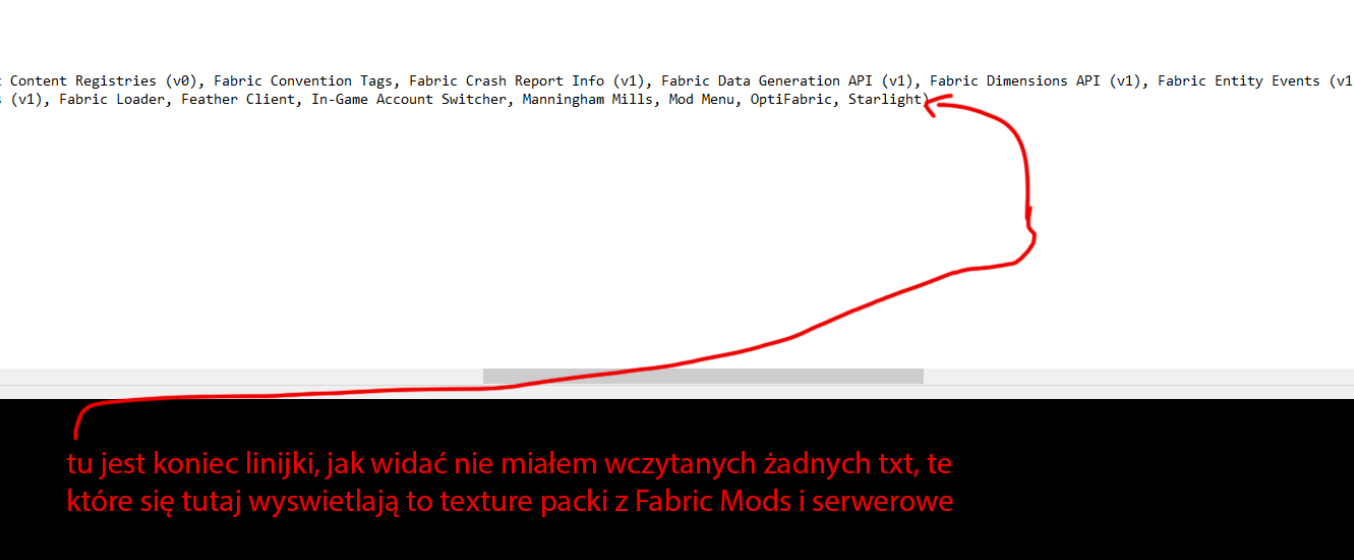 Content Registries (v0), Fabric Convention Tags, Fabric Crash Report Info (v1), Fabric Data Generation API (v1), Fabric Dimensions API (v1), Fabric Entity Events (v1
(v1), Fabric Loader, Feather Client, In-Game Account Switcher, Manningham Mills, Mod Menu, OptiFabric, Starlight)
tu jest koniec linijki, jak widać nie miałem wczytanych żadnych txt, te
które się tutaj wyswietlają to texture packi z Fabric Mods i serwerowe